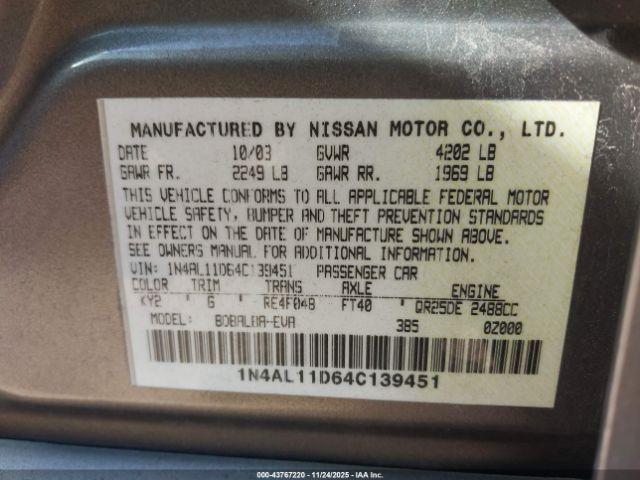 MANUFACTURED BY NISSAN MOTOR CO., LTD.
DATE 10/03 GVWR 4202 LB
GAWR FR. 2249 LB GAWR RR. 1969 LB
THIS VEHICLE CONFORMS TO ALL APPLICABLE FEDERAL MOTOR
VEHICLE SAFETY, BUMPER AND THEFT PREVENTION STANDARDS
IN EFFECT ON THE DATE OF MANUFACTURE SHOWN ABOVE.
SEE OWNERS MANUAL FOR ADDITIONAL INFORMATION.
VIN: 1N4AL11D64C139451 PASSENGER CAR
COLOR TRIM TRANS AXLE ENGINE
KY2 G RE4F04B FT40 QR25DE 2488CC
MODEL: BDBALBA-EVA 3B5 0Z000
1N4AL11D64C139451
000-43767220 - 11/24/2025 - IAA, Inc.